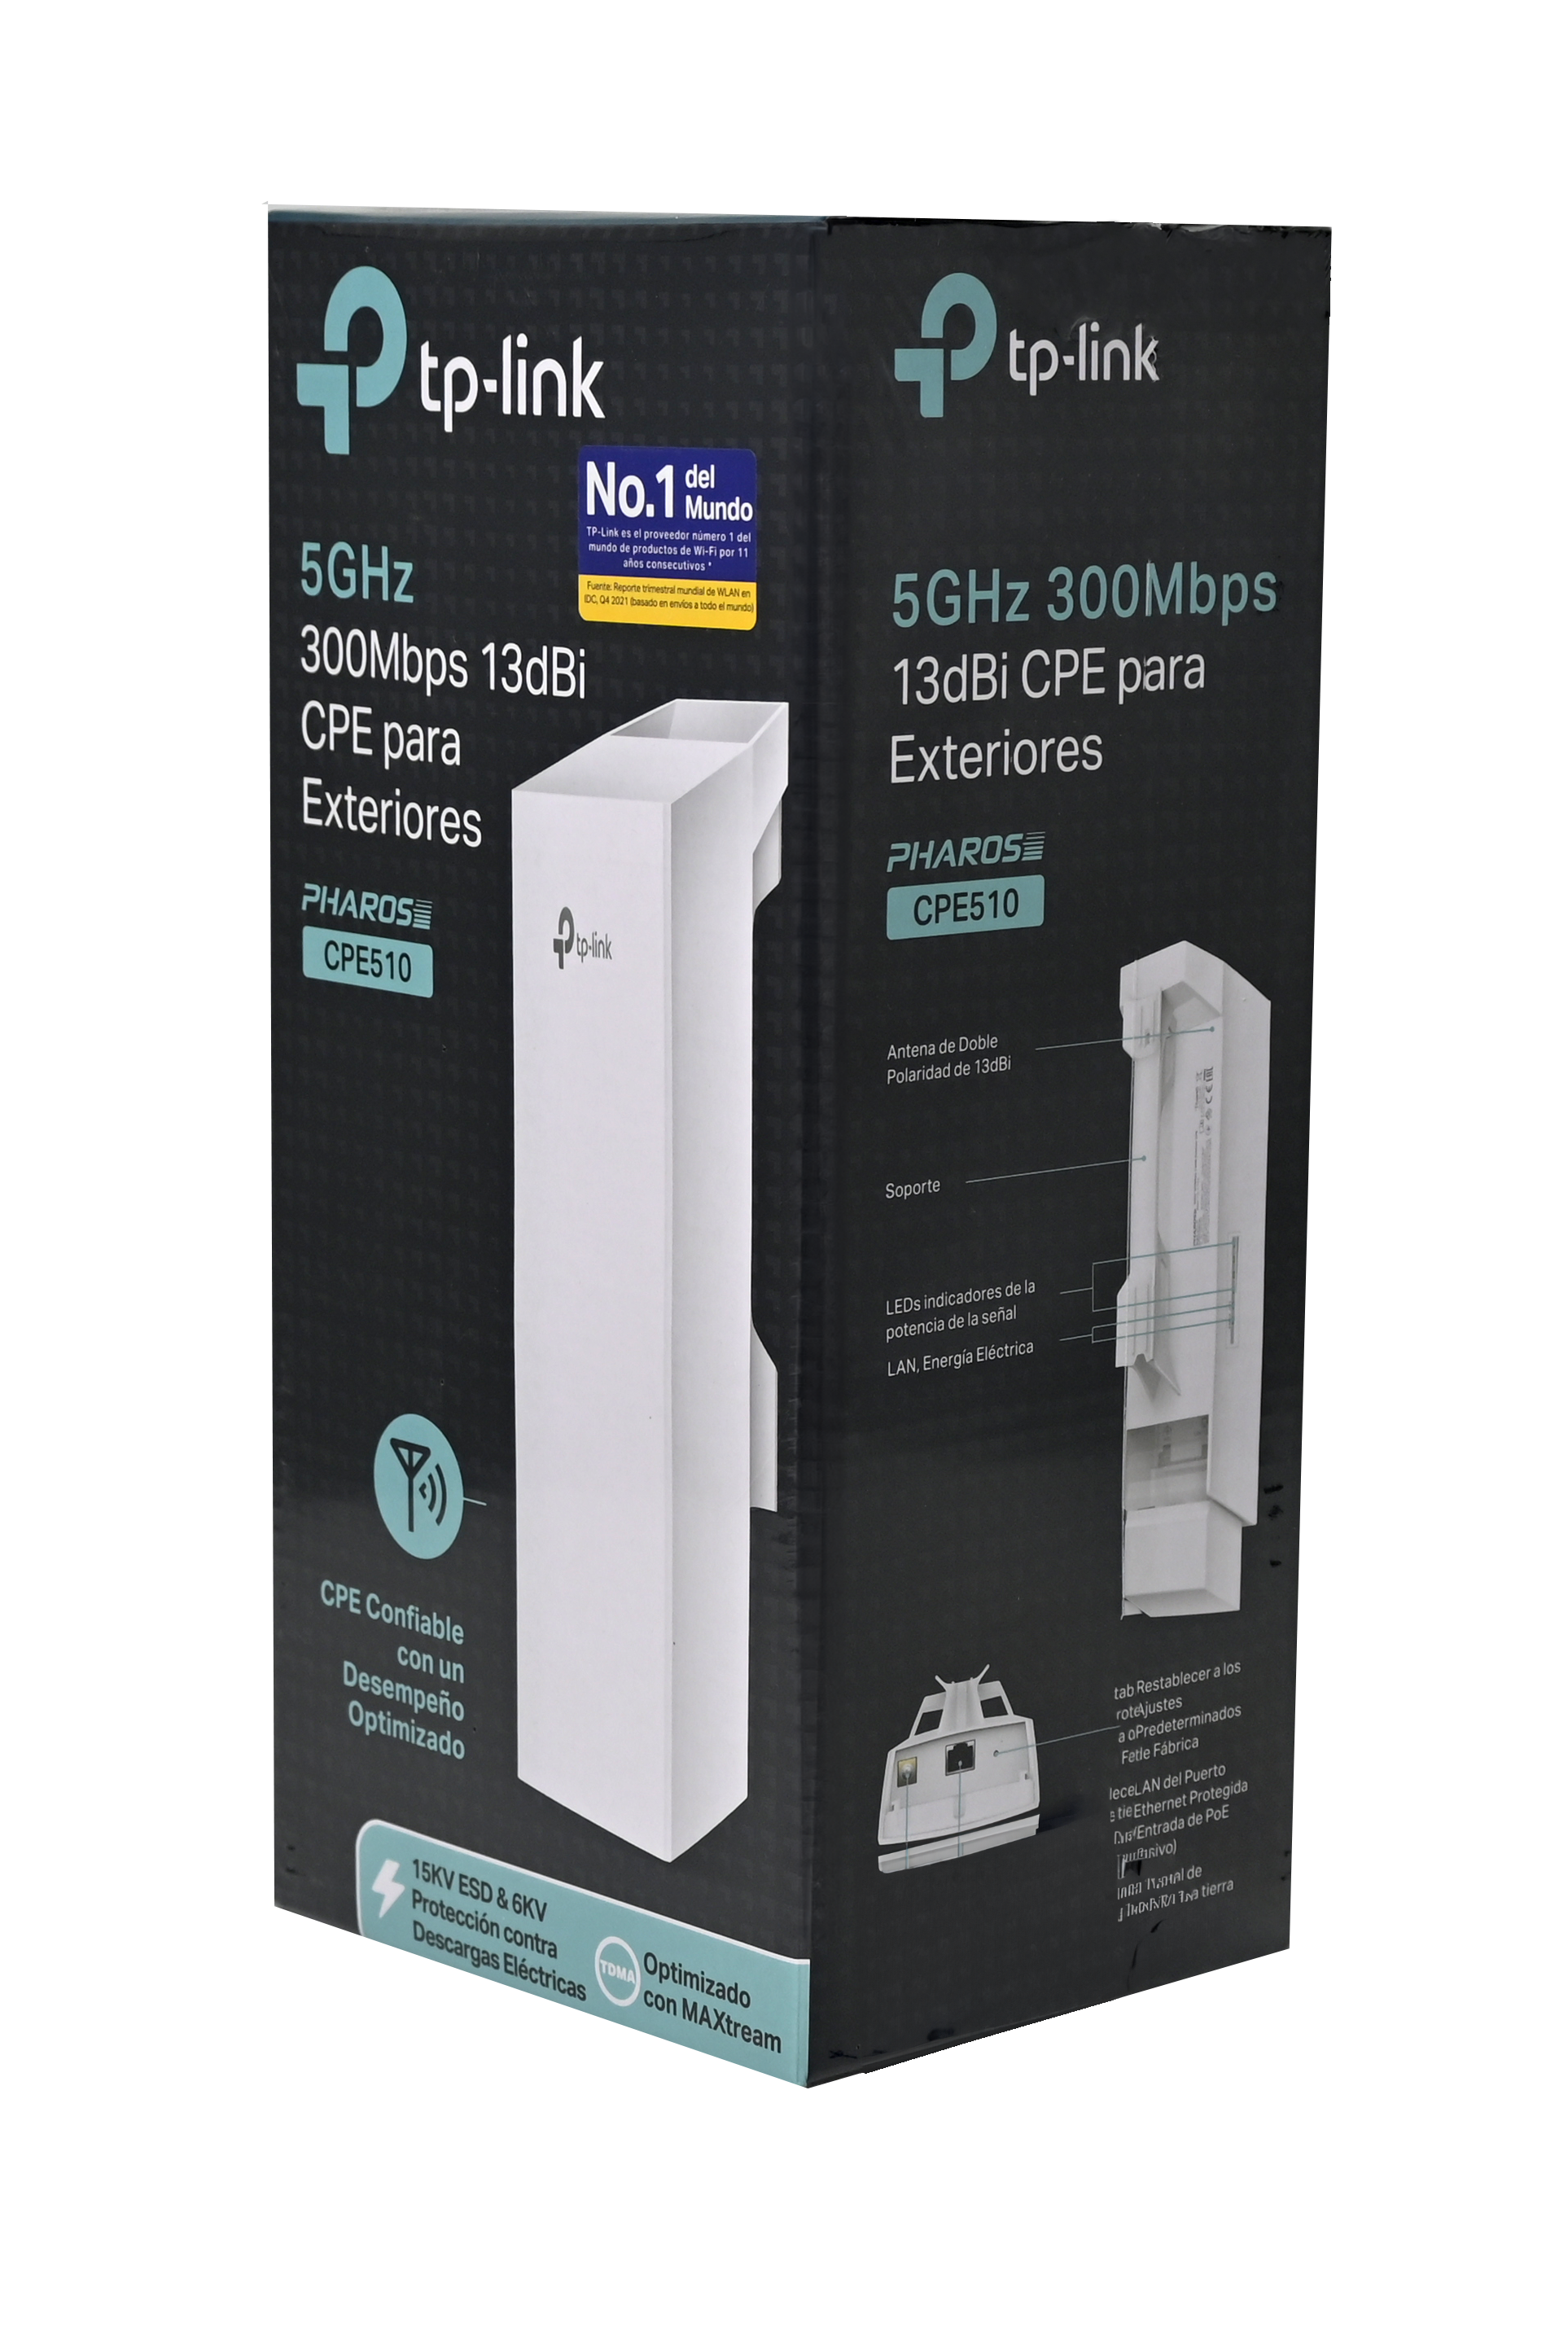 tp-link
No.1 del Mundo
TP-Link es el proveedor número 1 del
mundo de productos de Wi-Fi por 11
años consecutivos *
Fuente: Reporte trimestral mundial de WLAN en
IDC, Q4 2021 (basado en envíos a todo el mundo)
5GHz
300Mbps 13dBi
CPE para
Exteriores
PHAROS
CPE510
tp-link
CPE Confiable
con un
Desempeño
Optimizado
15KV ESD & 6KV
Protección contra
Descargas Eléctricas
TDMA
Optimizado
con MAXtream
tp-link
5GHz 300Mbps
13dBi CPE para
Exteriores
PHAROS
CPE510
Antena de Doble
Polaridad de 13dBi
Soporte
LEDs indicadores de la
potencia de la señal
LAN, Energía Eléctrica
Restablecer a los
Ajustes
Predeterminados
Fábrica
LAN del Puerto
Ethernet Protegida
Entrada de PoE
de
tierra